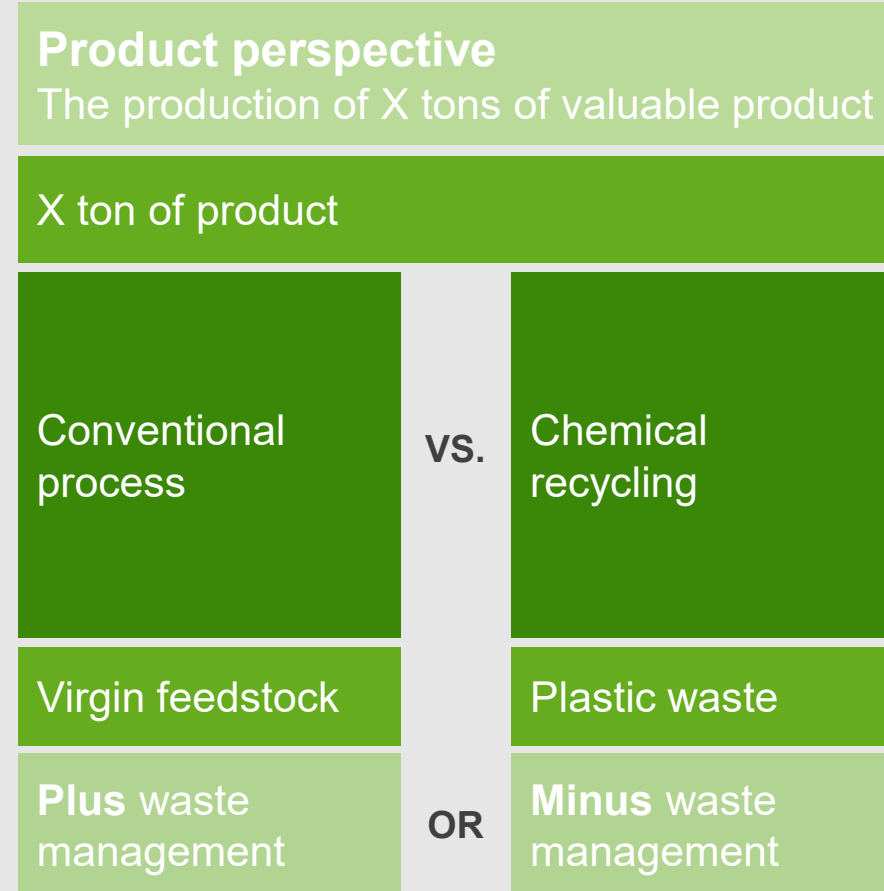 Product perspective
The production of X tons of valuable product
X ton of product
Conventional
process
VS.
Chemical
recycling
Virgin feedstock
Plastic waste
Plus waste
management
OR
Minus waste
management